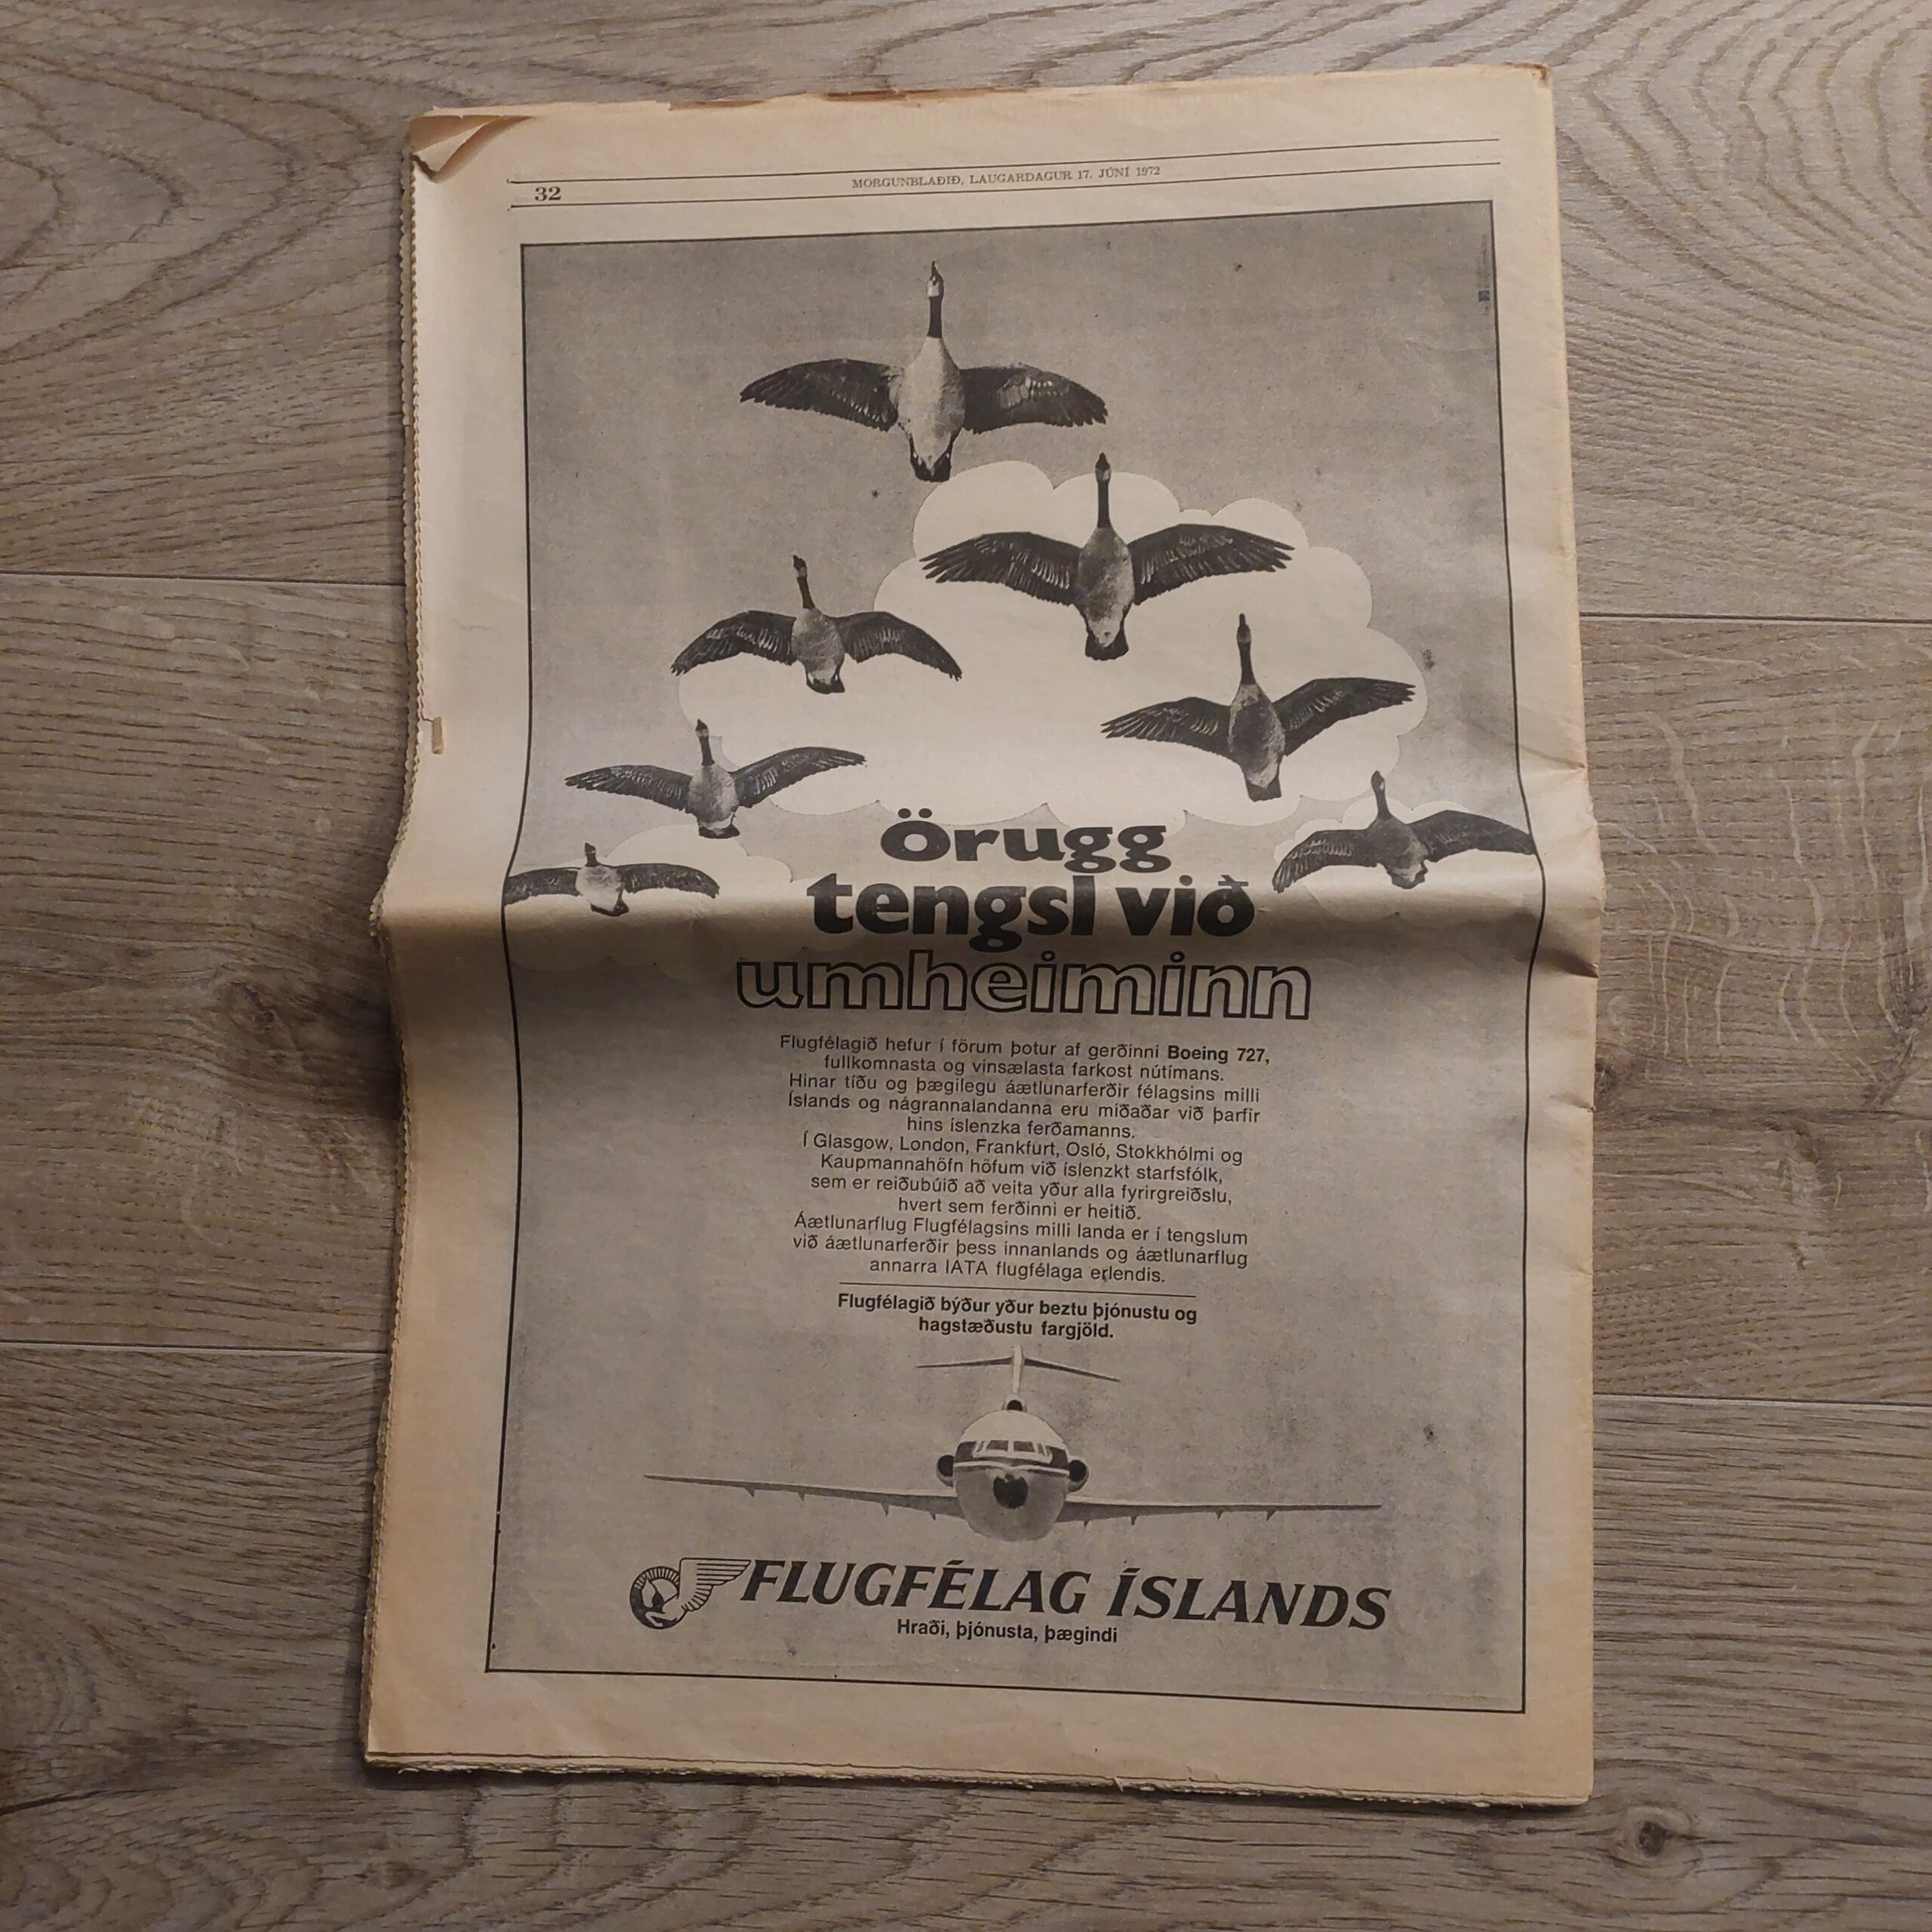 32
MORGUNBLAÐIÐ, LAUGARDAGUR 17. JÚNÍ 1972
Örugg
tengsl við
umheiminn
Flugfélagið hefur í förum þotur af gerðinni Boeing 727,
fullkomnasta og vinsælasta farkost nútímans.
Hinar tíðu og þægilegu áætlunarferðir félagsins milli
Íslands og nágrannalandanna eru miðaðar við þarfir
hins íslenzka ferðamanns.
Í Glasgow, London, Frankfurt, Osló, Stokkhólmi og
Kaupmannahöfn höfum við íslenzkt starfsfólk,
sem er reiðubúið að veita yður alla fyrirgreiðslu,
hvert sem ferðinni er heitið.
Áætlunarflug Flugfélagsins milli landa er í tengslum
við áætlunarferðir þess innanlands og áætlunarflug
annarra IATA flugfélaga erlendis.
Flugfélagið býður yður beztu þjónustu og
hagstæðustu fargjöld.
FLUGFÉLAG ÍSLANDS
Hraði, þjónusta, þægindi